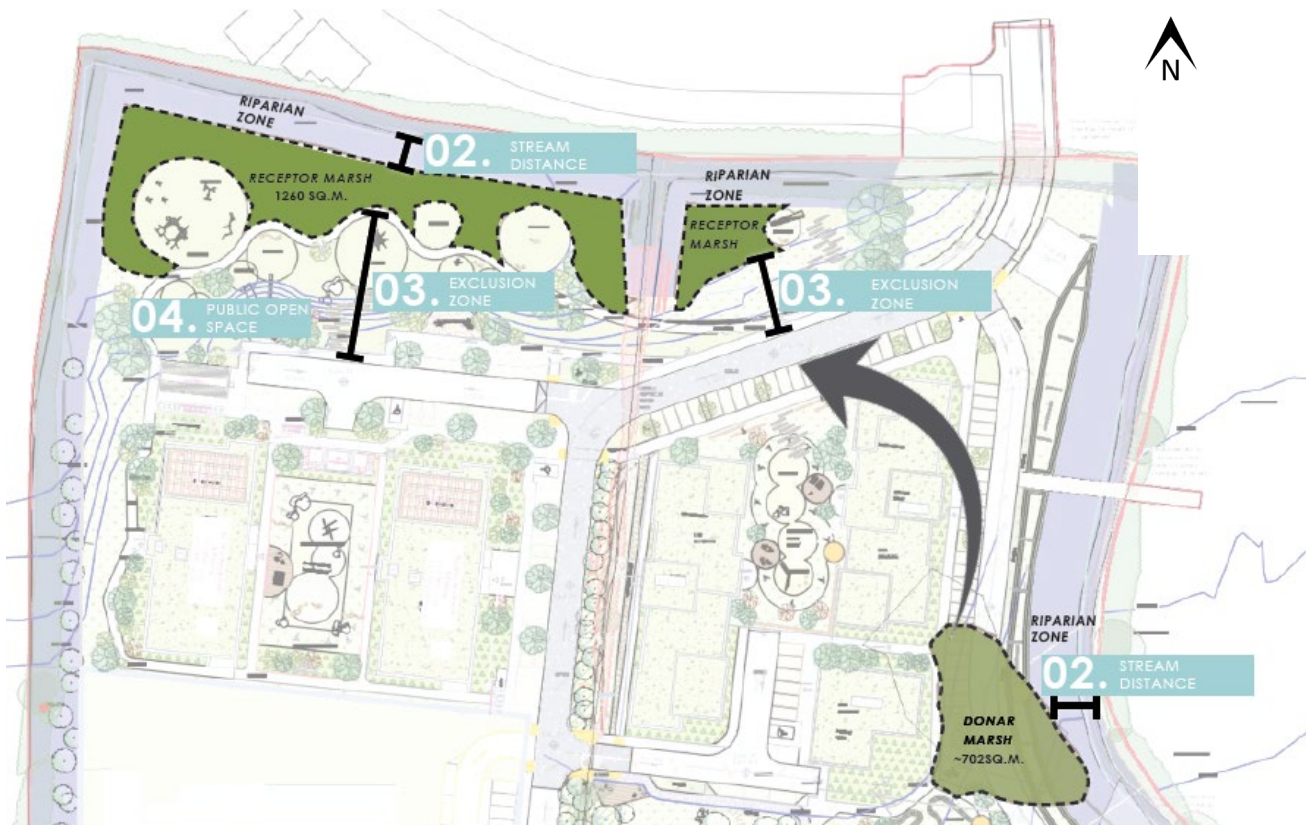 N
RIPARIAN
ZONE
02. STREAM
DISTANCE
RECEPTOR MARSH
1260 SQ.M.
RIPARIAN
ZONE
RECEPTOR
MARSH
03. EXCLUSION
ZONE
03. EXCLUSION
ZONE
04. PUBLIC OPEN
SPACE
RIPARIAN
ZONE
02. STREAM
DISTANCE
DONAR
MARSH
~702SQ.M.